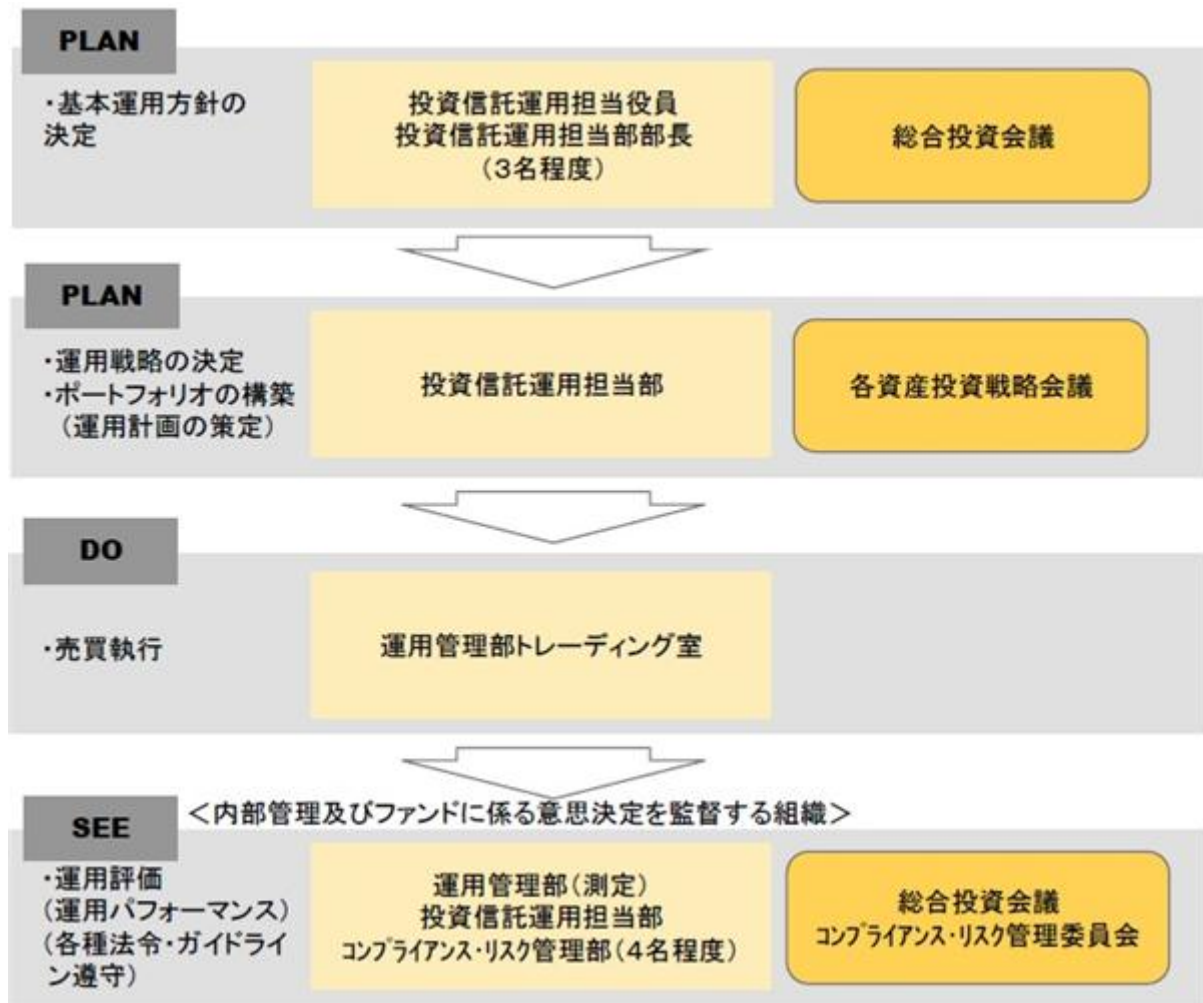 PLAN
・基本運用方針の
決定
投資信託運用担当役員
投資信託運用担当部部長
（3名程度）
総合投資会議
PLAN
・運用戦略の決定
・ポートフォリオの構築
（運用計画の策定）
投資信託運用担当部
各資産投資戦略会議
DO
・売買執行
運用管理部トレーディング室
SEE
＜内部管理及びファンドに係る意思決定を監督する組織＞
・運用評価
（運用パフォーマンス）
（各種法令・ガイドライ
ン遵守）
運用管理部（測定）
投資信託運用担当部
ｺﾝﾌﾟﾗｲｱﾝｽ・ﾘｽｸ管理部（4名程度）
総合投資会議
ｺﾝﾌﾟﾗｲｱﾝｽ・ﾘｽｸ管理委員会